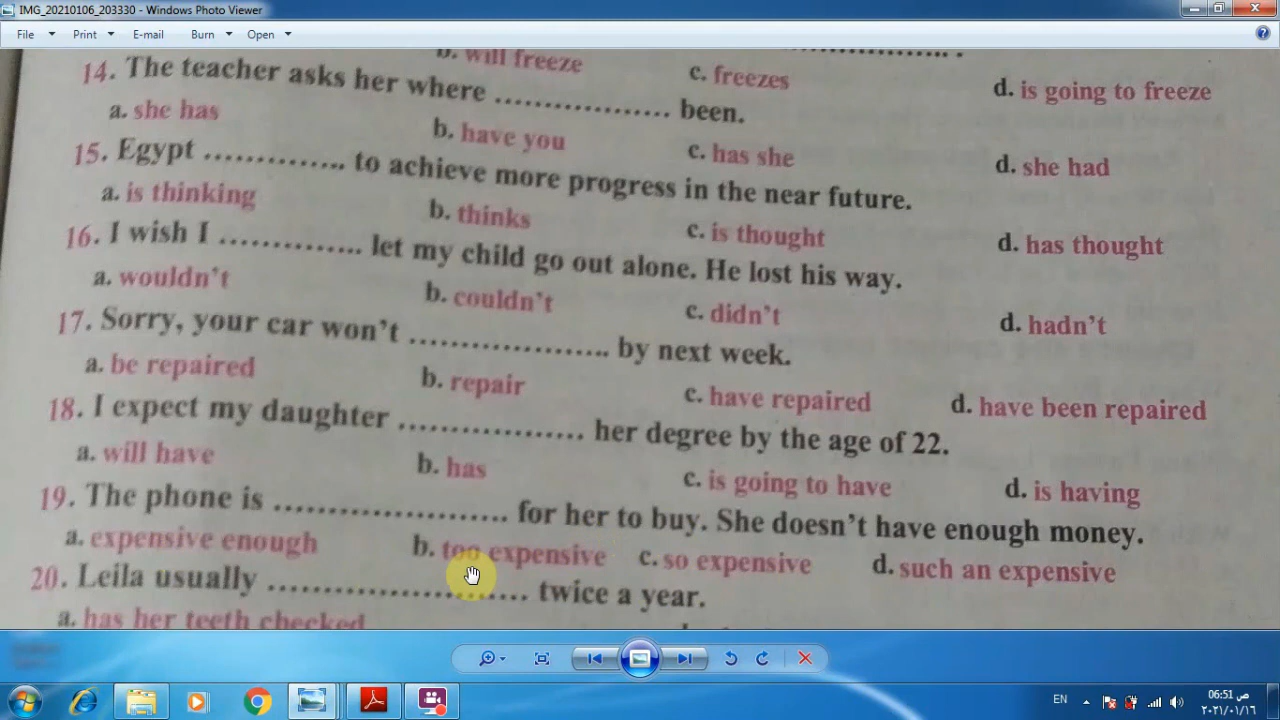 IMG_20210106_203330 - Windows Photo Viewer
File Print E-mail Burn Open
b. will freeze c. freezes d. is going to freeze
14. The teacher asks her where .................. been.
a. she has b. have you c. has she d. she had
15. Egypt .............. to achieve more progress in the near future.
a. is thinking b. thinks c. is thought d. has thought
16. I wish I .............. let my child go out alone. He lost his way.
a. wouldn't b. couldn't c. didn't d. hadn't
17. Sorry, your car won't .................... by next week.
a. be repaired b. repair c. have repaired d. have been repaired
18. I expect my daughter .................. her degree by the age of 22.
a. will have b. has c. is going to have d. is having
19. The phone is ....................... for her to buy. She doesn't have enough money.
a. expensive enough b. too expensive c. so expensive d. such an expensive
20. Leila usually .......................... twice a year.
a. has her teeth checked
EN 06:51 ص
٢٠٢١/٠١/١٦